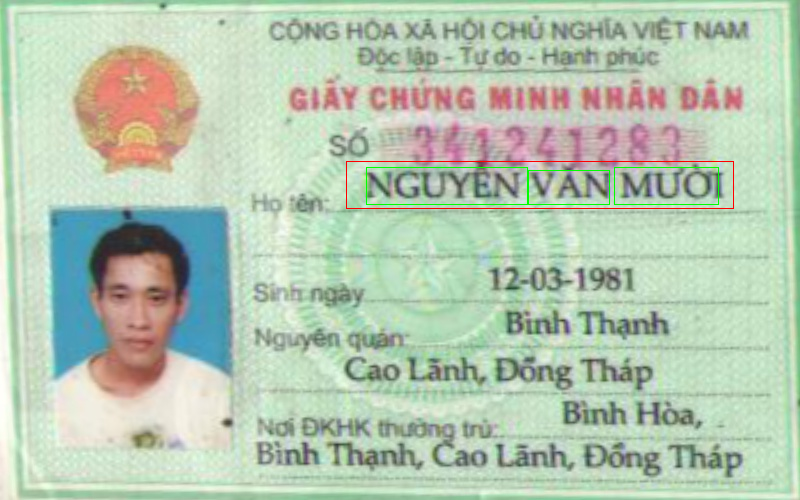 CỘNG HÒA XÃ HỘI CHỦ NGHĨA VIỆT NAM
Độc lập - Tự do - Hạnh phúc
GIẤY CHỨNG MINH NHÂN DÂN
SỐ 341241283
Họ tên: NGUYỄN VĂN MƯỜI
Sinh ngày 12-03-1981
Nguyên quán: Bình Thạnh
Cao Lãnh, Đồng Tháp
Nơi ĐKHK thường trú: Bình Hòa,
Bình Thạnh, Cao Lãnh, Đồng Tháp